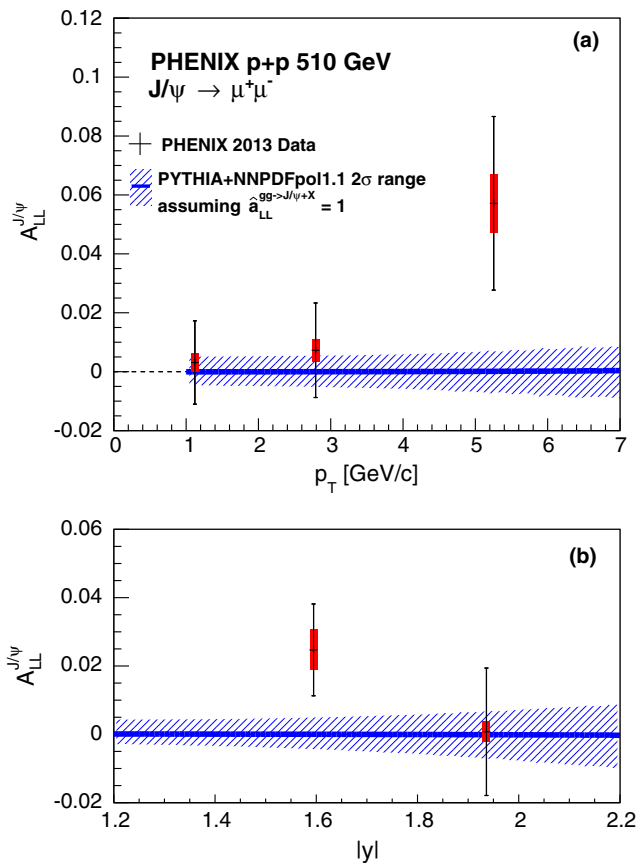 0.12
(a)
PHENIX p+p 510 GeV
J/ψ → μ⁺μ⁻
0.1
0.08
PHENIX 2013 Data
PYTHIA+NNPDFpol1.1 2σ range
assuming â_LL^gg->J/ψ+X = 1
0.06
A_LL^J/ψ
0.04
0.02
0
-0.02
0 1 2 3 4 5 6 7
p_T [GeV/c]
0.06
(b)
0.04
A_LL^J/ψ
0.02
0
-0.02
1.2 1.4 1.6 1.8 2 2.2
|y|